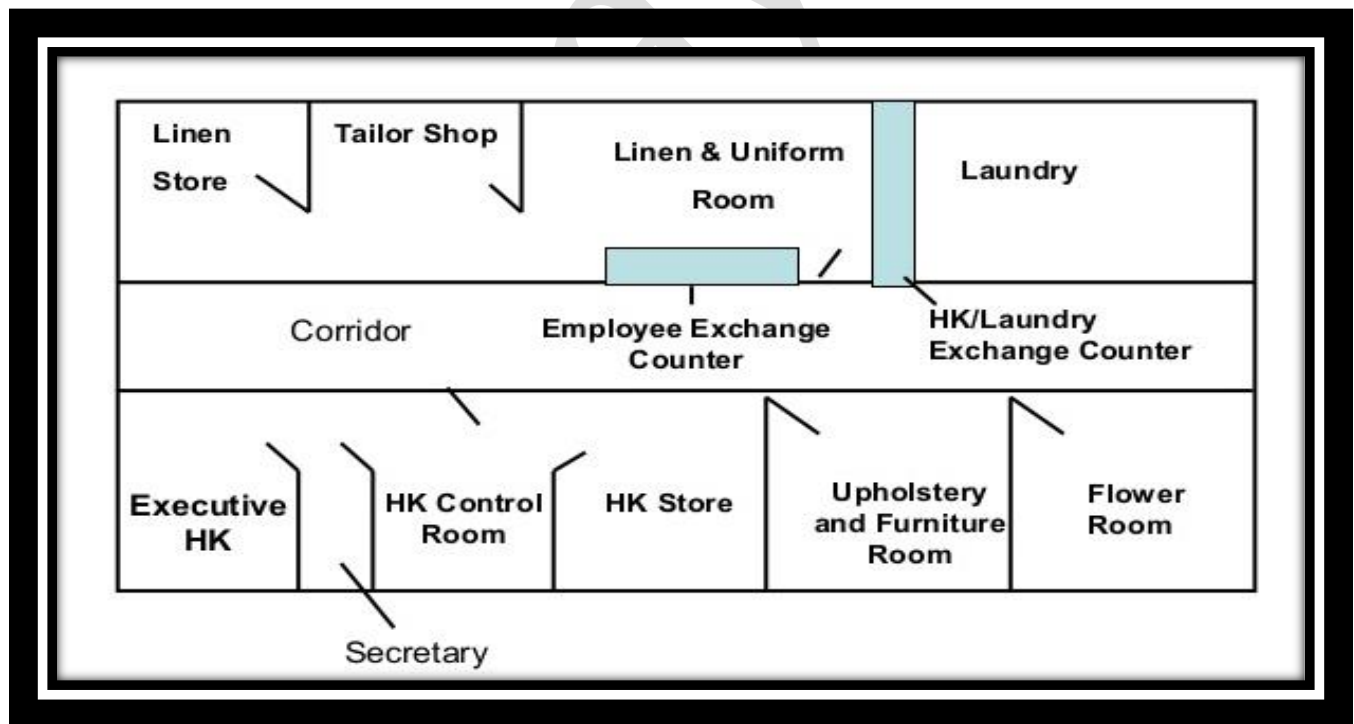 Linen
Store
Tailor Shop
Linen & Uniform
Room
Laundry
Corridor
Employee Exchange
Counter
HK/Laundry
Exchange Counter
Executive
HK
HK Control
Room
HK Store
Upholstery
and Furniture
Room
Flower
Room
Secretary